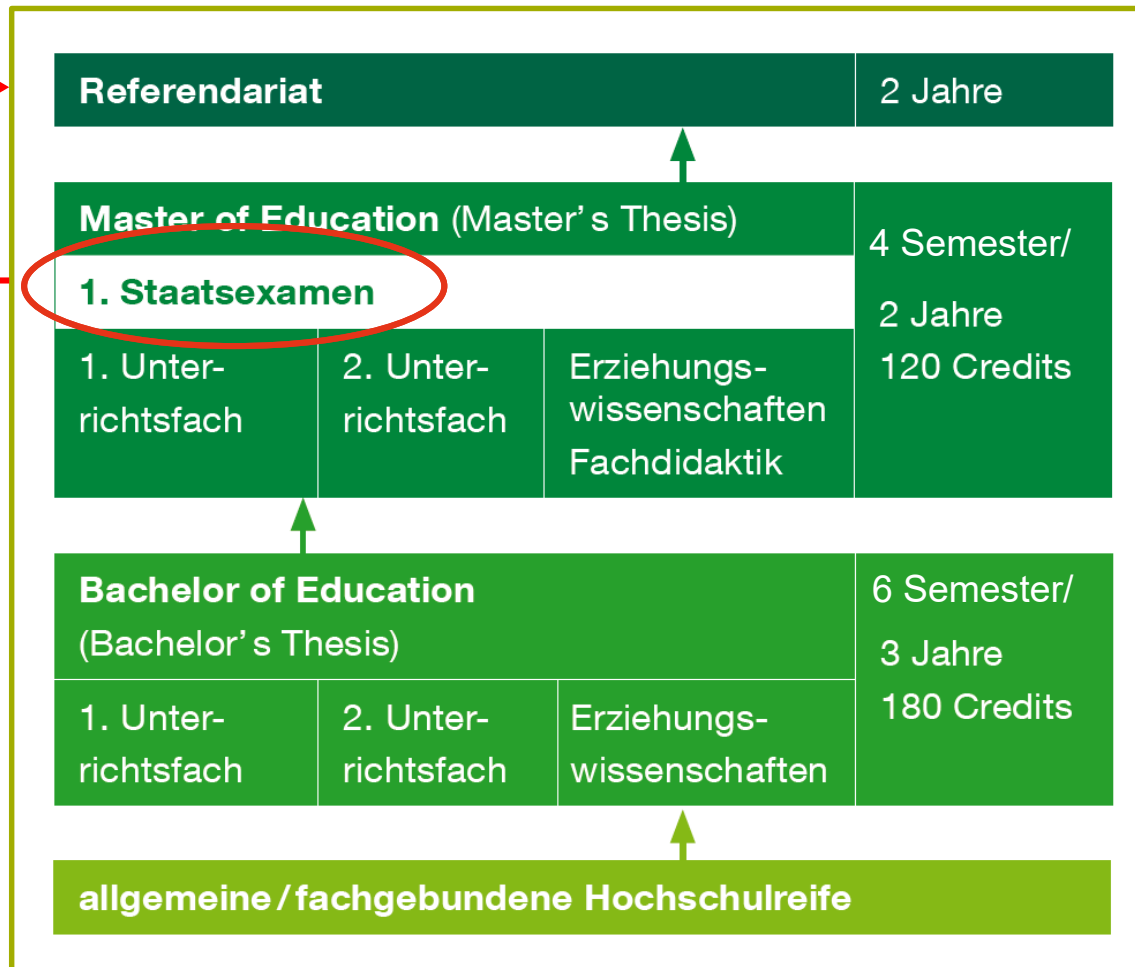 Referendariat
2 Jahre
Master of Education (Master's Thesis)
4 Semester/
2 Jahre
120 Credits
1. Staatsexamen
1. Unter-
richtsfach
2. Unter-
richtsfach
Erziehungs-
wissenschaften
Fachdidaktik
Bachelor of Education
(Bachelor's Thesis)
6 Semester/
3 Jahre
180 Credits
1. Unter-
richtsfach
2. Unter-
richtsfach
Erziehungs-
wissenschaften
allgemeine/fachgebundene Hochschulreife